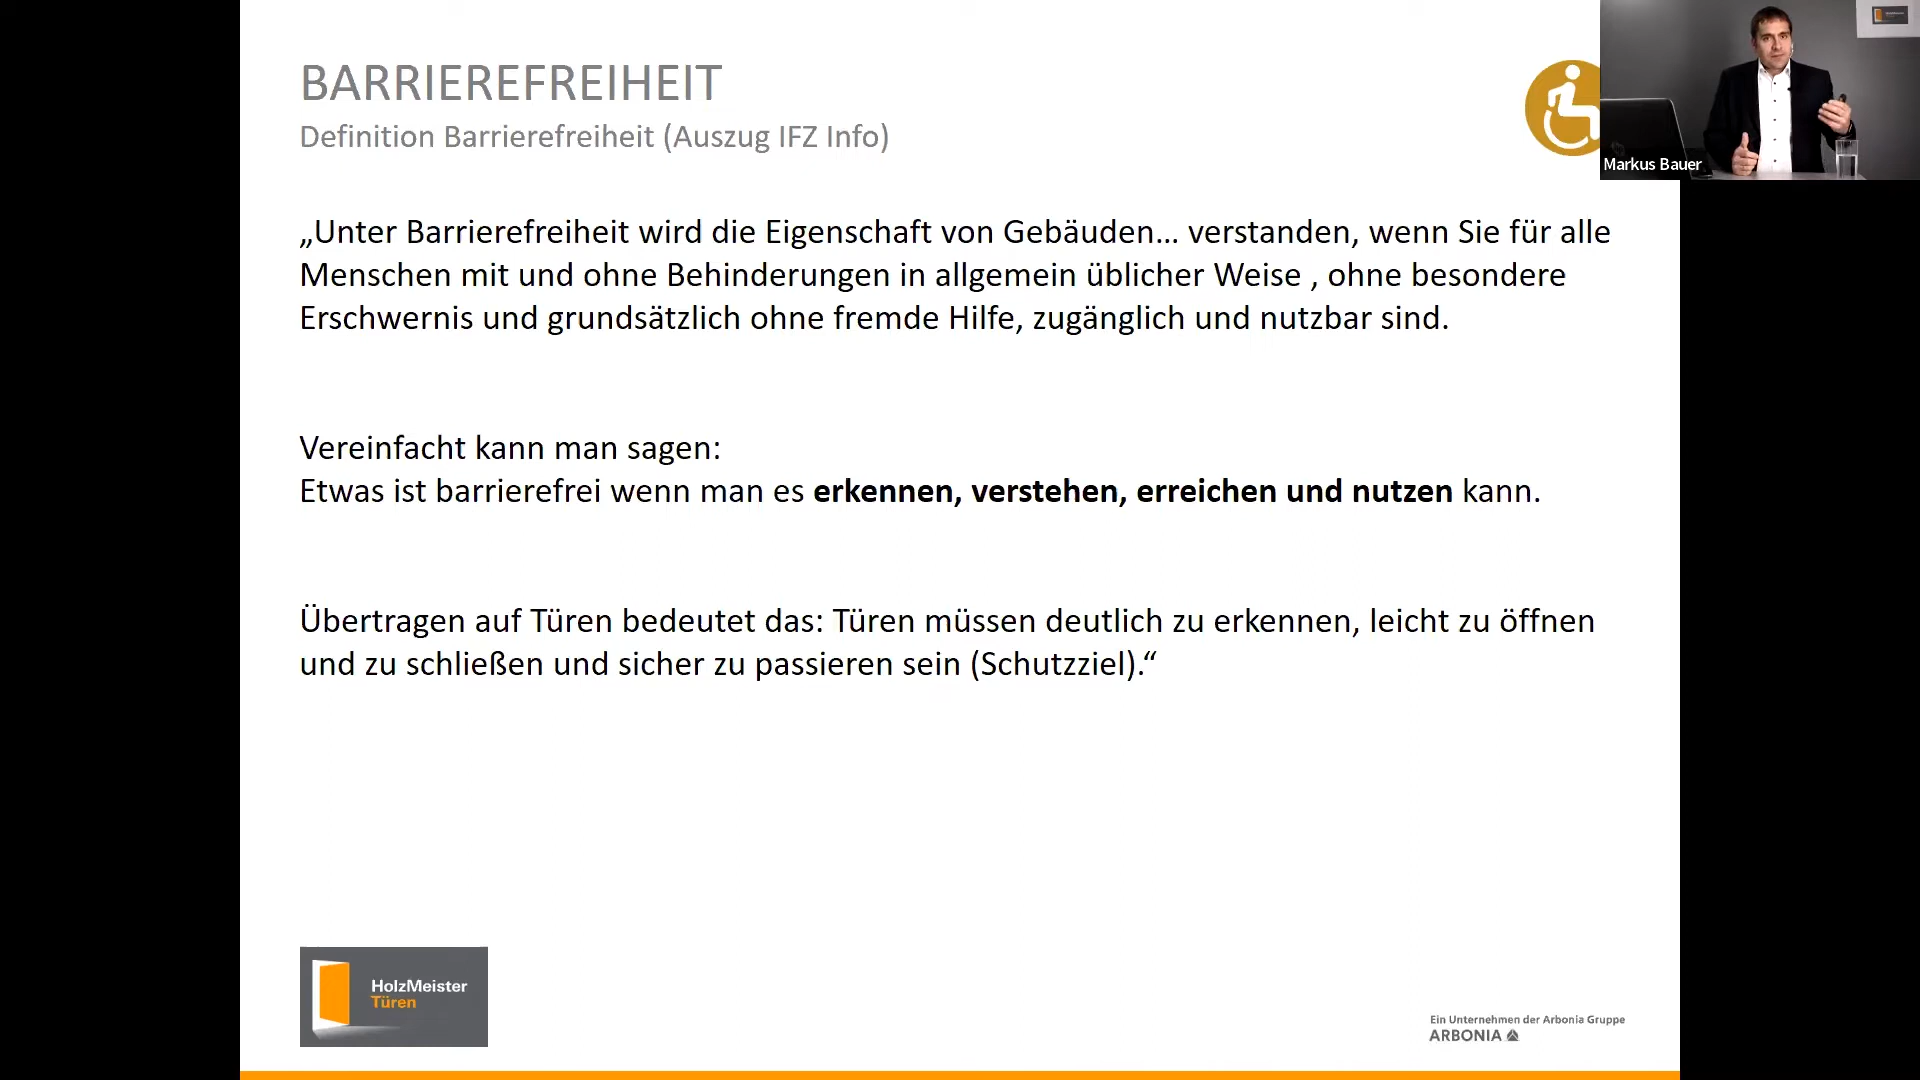 BARRIEREFREIHEIT
Definition Barrierefreiheit (Auszug IFZ Info)
Markus Bauer
„Unter Barrierefreiheit wird die Eigenschaft von Gebäuden... verstanden, wenn Sie für alle
Menschen mit und ohne Behinderungen in allgemein üblicher Weise , ohne besondere
Erschwernis und grundsätzlich ohne fremde Hilfe, zugänglich und nutzbar sind.
Vereinfacht kann man sagen:
Etwas ist barrierefrei wenn man es erkennen, verstehen, erreichen und nutzen kann.
Übertragen auf Türen bedeutet das: Türen müssen deutlich zu erkennen, leicht zu öffnen
und zu schließen und sicher zu passieren sein (Schutzziel).“
HolzMeister
Türen
Ein Unternehmen der Arbonia Gruppe
ARBONIA